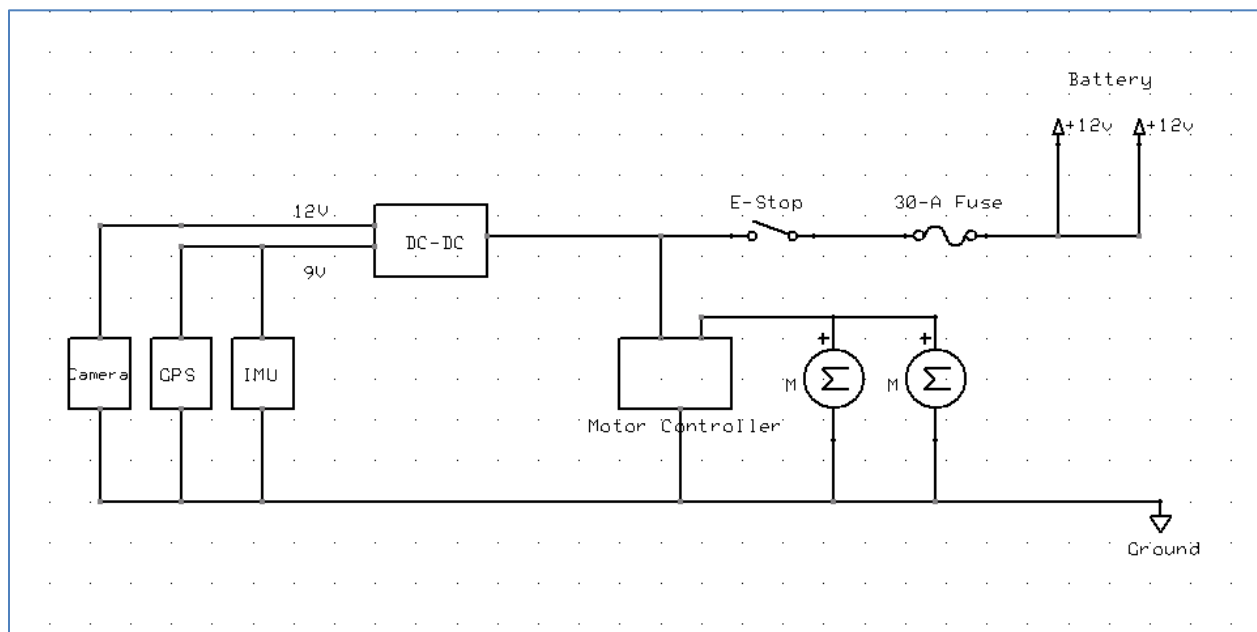 Battery
+12v
+12v
E-Stop
30-A Fuse
12V
DC-DC
9V
+
+
Camera
GPS
IMU
M
Σ
M
Σ
Motor Controller
Ground